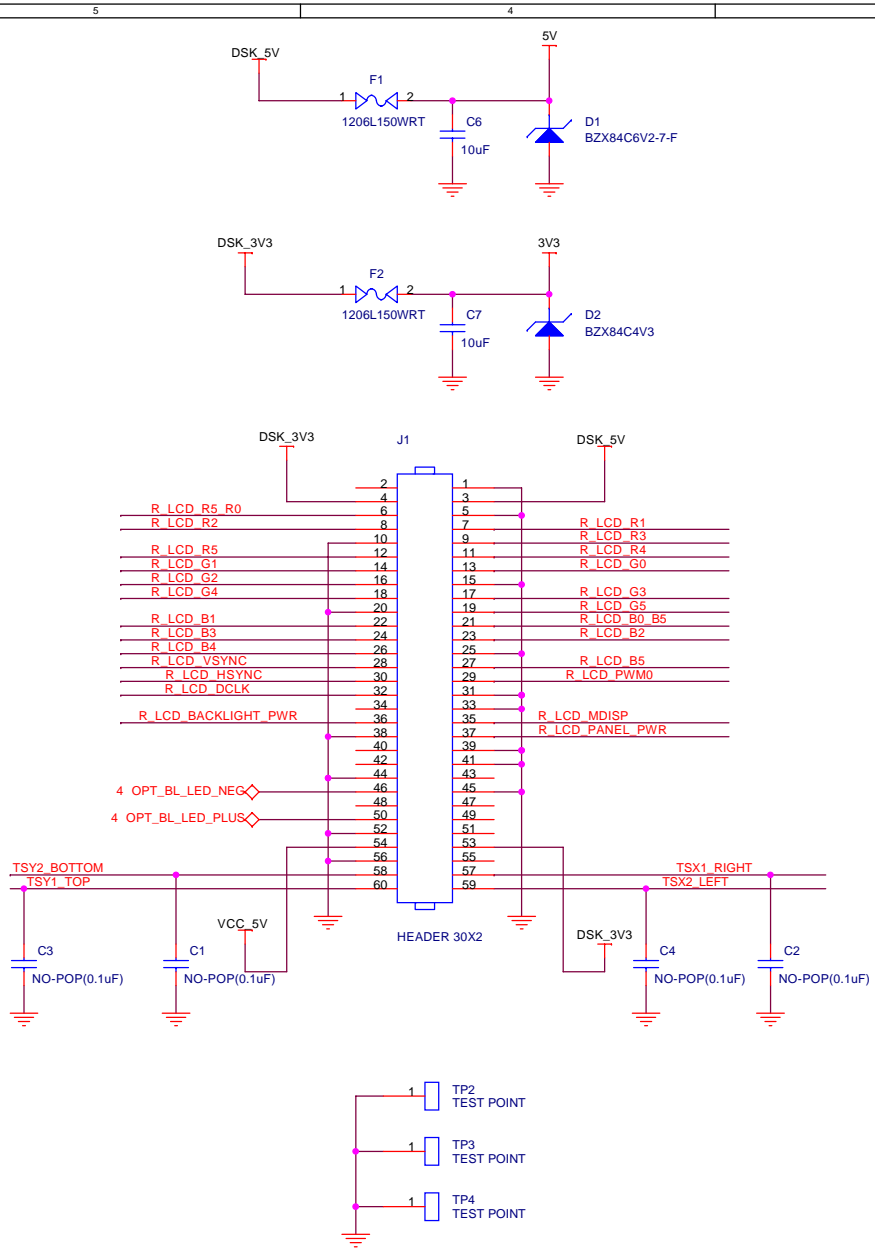 5 4
DSK_5V 5V
F1
1 2
1206L150WRT
C6
10uF
D1
BZX84C6V2-7-F
DSK_3V3 3V3
F2
1 2
1206L150WRT
C7
10uF
D2
BZX84C4V3
DSK_3V3 J1 DSK_5V
2 1
4 3
R_LCD_R5_R0 6 5
R_LCD_R2 8 7 R_LCD_R1
10 9 R_LCD_R3
R_LCD_R5 12 11 R_LCD_R4
R_LCD_G1 14 13 R_LCD_G0
R_LCD_G2 16 15
R_LCD_G4 18 17 R_LCD_G3
20 19 R_LCD_G5
R_LCD_B1 22 21 R_LCD_B0_B5
R_LCD_B3 24 23 R_LCD_B2
R_LCD_B4 26 25
R_LCD_VSYNC 28 27 R_LCD_B5
R_LCD_HSYNC 30 29 R_LCD_PWM0
R_LCD_DCLK 32 31
34 33
R_LCD_BACKLIGHT_PWR 36 35 R_LCD_MDISP
38 37 R_LCD_PANEL_PWR
40 39
42 41
44 43
4 OPT_BL_LED_NEG 46 45
48 47
4 OPT_BL_LED_PLUS 50 49
52 51
54 53
56 55
TSY2_BOTTOM 58 57 TSX1_RIGHT
TSY1_TOP 60 59 TSX2_LEFT
VCC_5V HEADER 30X2 DSK_3V3
C3
NO-POP(0.1uF)
C1
NO-POP(0.1uF)
C4
NO-POP(0.1uF)
C2
NO-POP(0.1uF)
1 TP2
TEST POINT
1 TP3
TEST POINT
1 TP4
TEST POINT